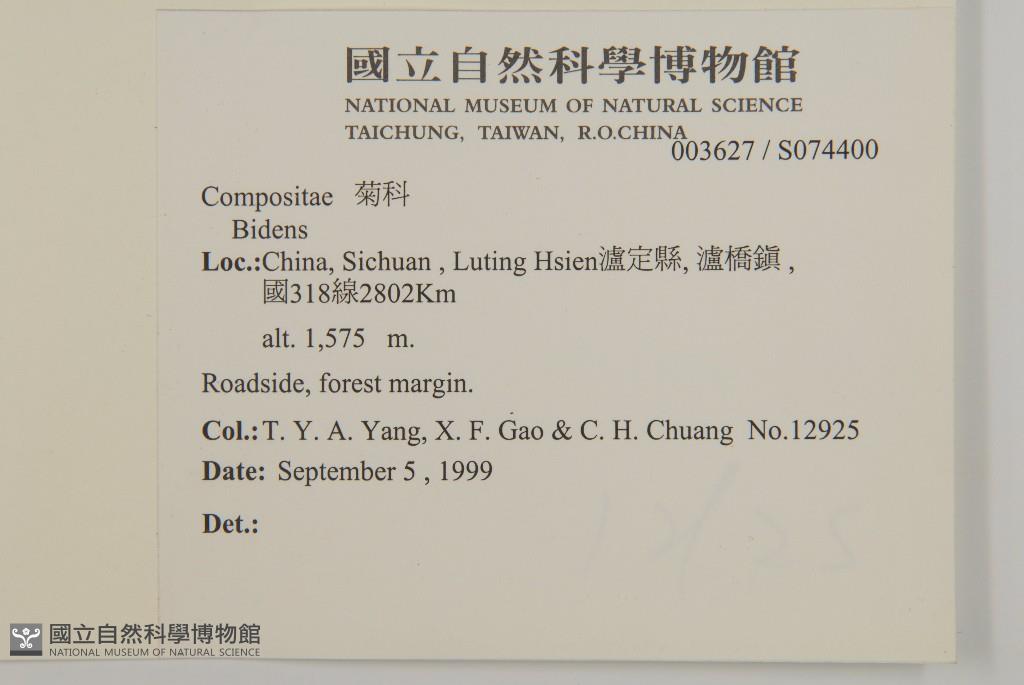 國立自然科學博物館
NATIONAL MUSEUM OF NATURAL SCIENCE
TAICHUNG, TAIWAN, R.O.CHINA
003627 / S074400
Compositae 菊科
Bidens
Loc.:China, Sichuan , Luting Hsien瀘定縣, 瀘橋鎮 ,
國318線2802Km
alt. 1,575 m.
Roadside, forest margin.
Col.: T. Y. A. Yang, X. F. Gao & C. H. Chuang No.12925
Date: September 5 , 1999
Det.:
國立自然科學博物館
NATIONAL MUSEUM OF NATURAL SCIENCE